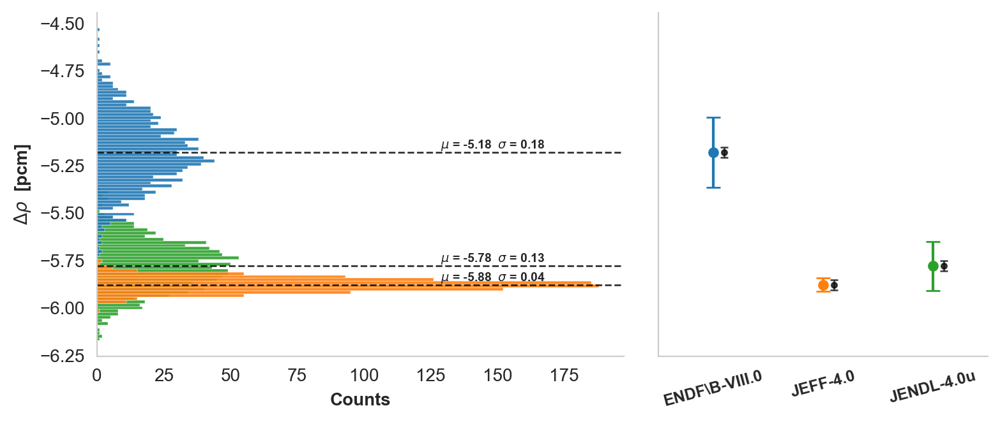 −4.50
−4.75
−5.00
−5.25
−5.50
−5.75
−6.00
−6.25
Δρ [pcm]
μ = -5.18 σ = 0.18
μ = -5.78 σ = 0.13
μ = -5.88 σ = 0.04
0 25 50 75 100 125 150 175
Counts
ENDF\B-VIII.0
JEFF-4.0
JENDL-4.0u